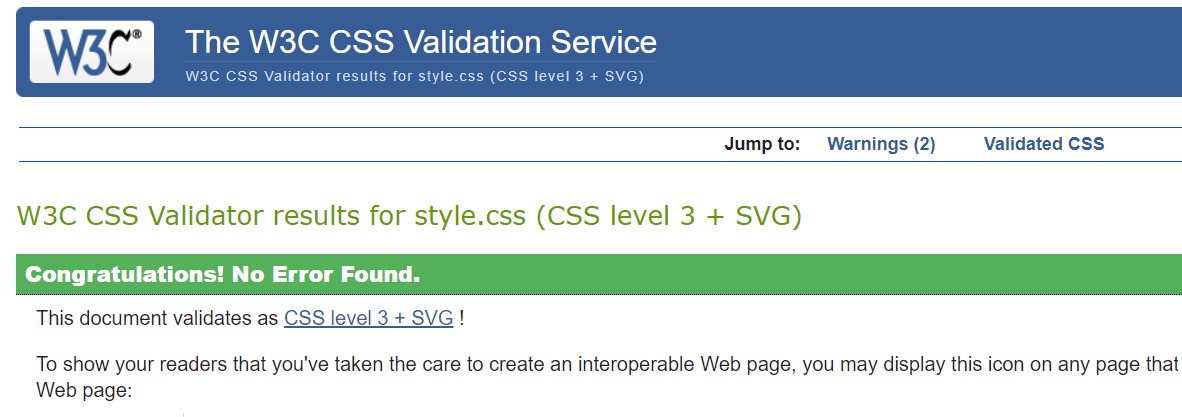 W3C®
The W3C CSS Validation Service
W3C CSS Validator results for style.css (CSS level 3 + SVG)
Jump to: Warnings (2) Validated CSS
W3C CSS Validator results for style.css (CSS level 3 + SVG)
Congratulations! No Error Found.
This document validates as CSS level 3 + SVG !
To show your readers that you've taken the care to create an interoperable Web page, you may display this icon on any page that
Web page: